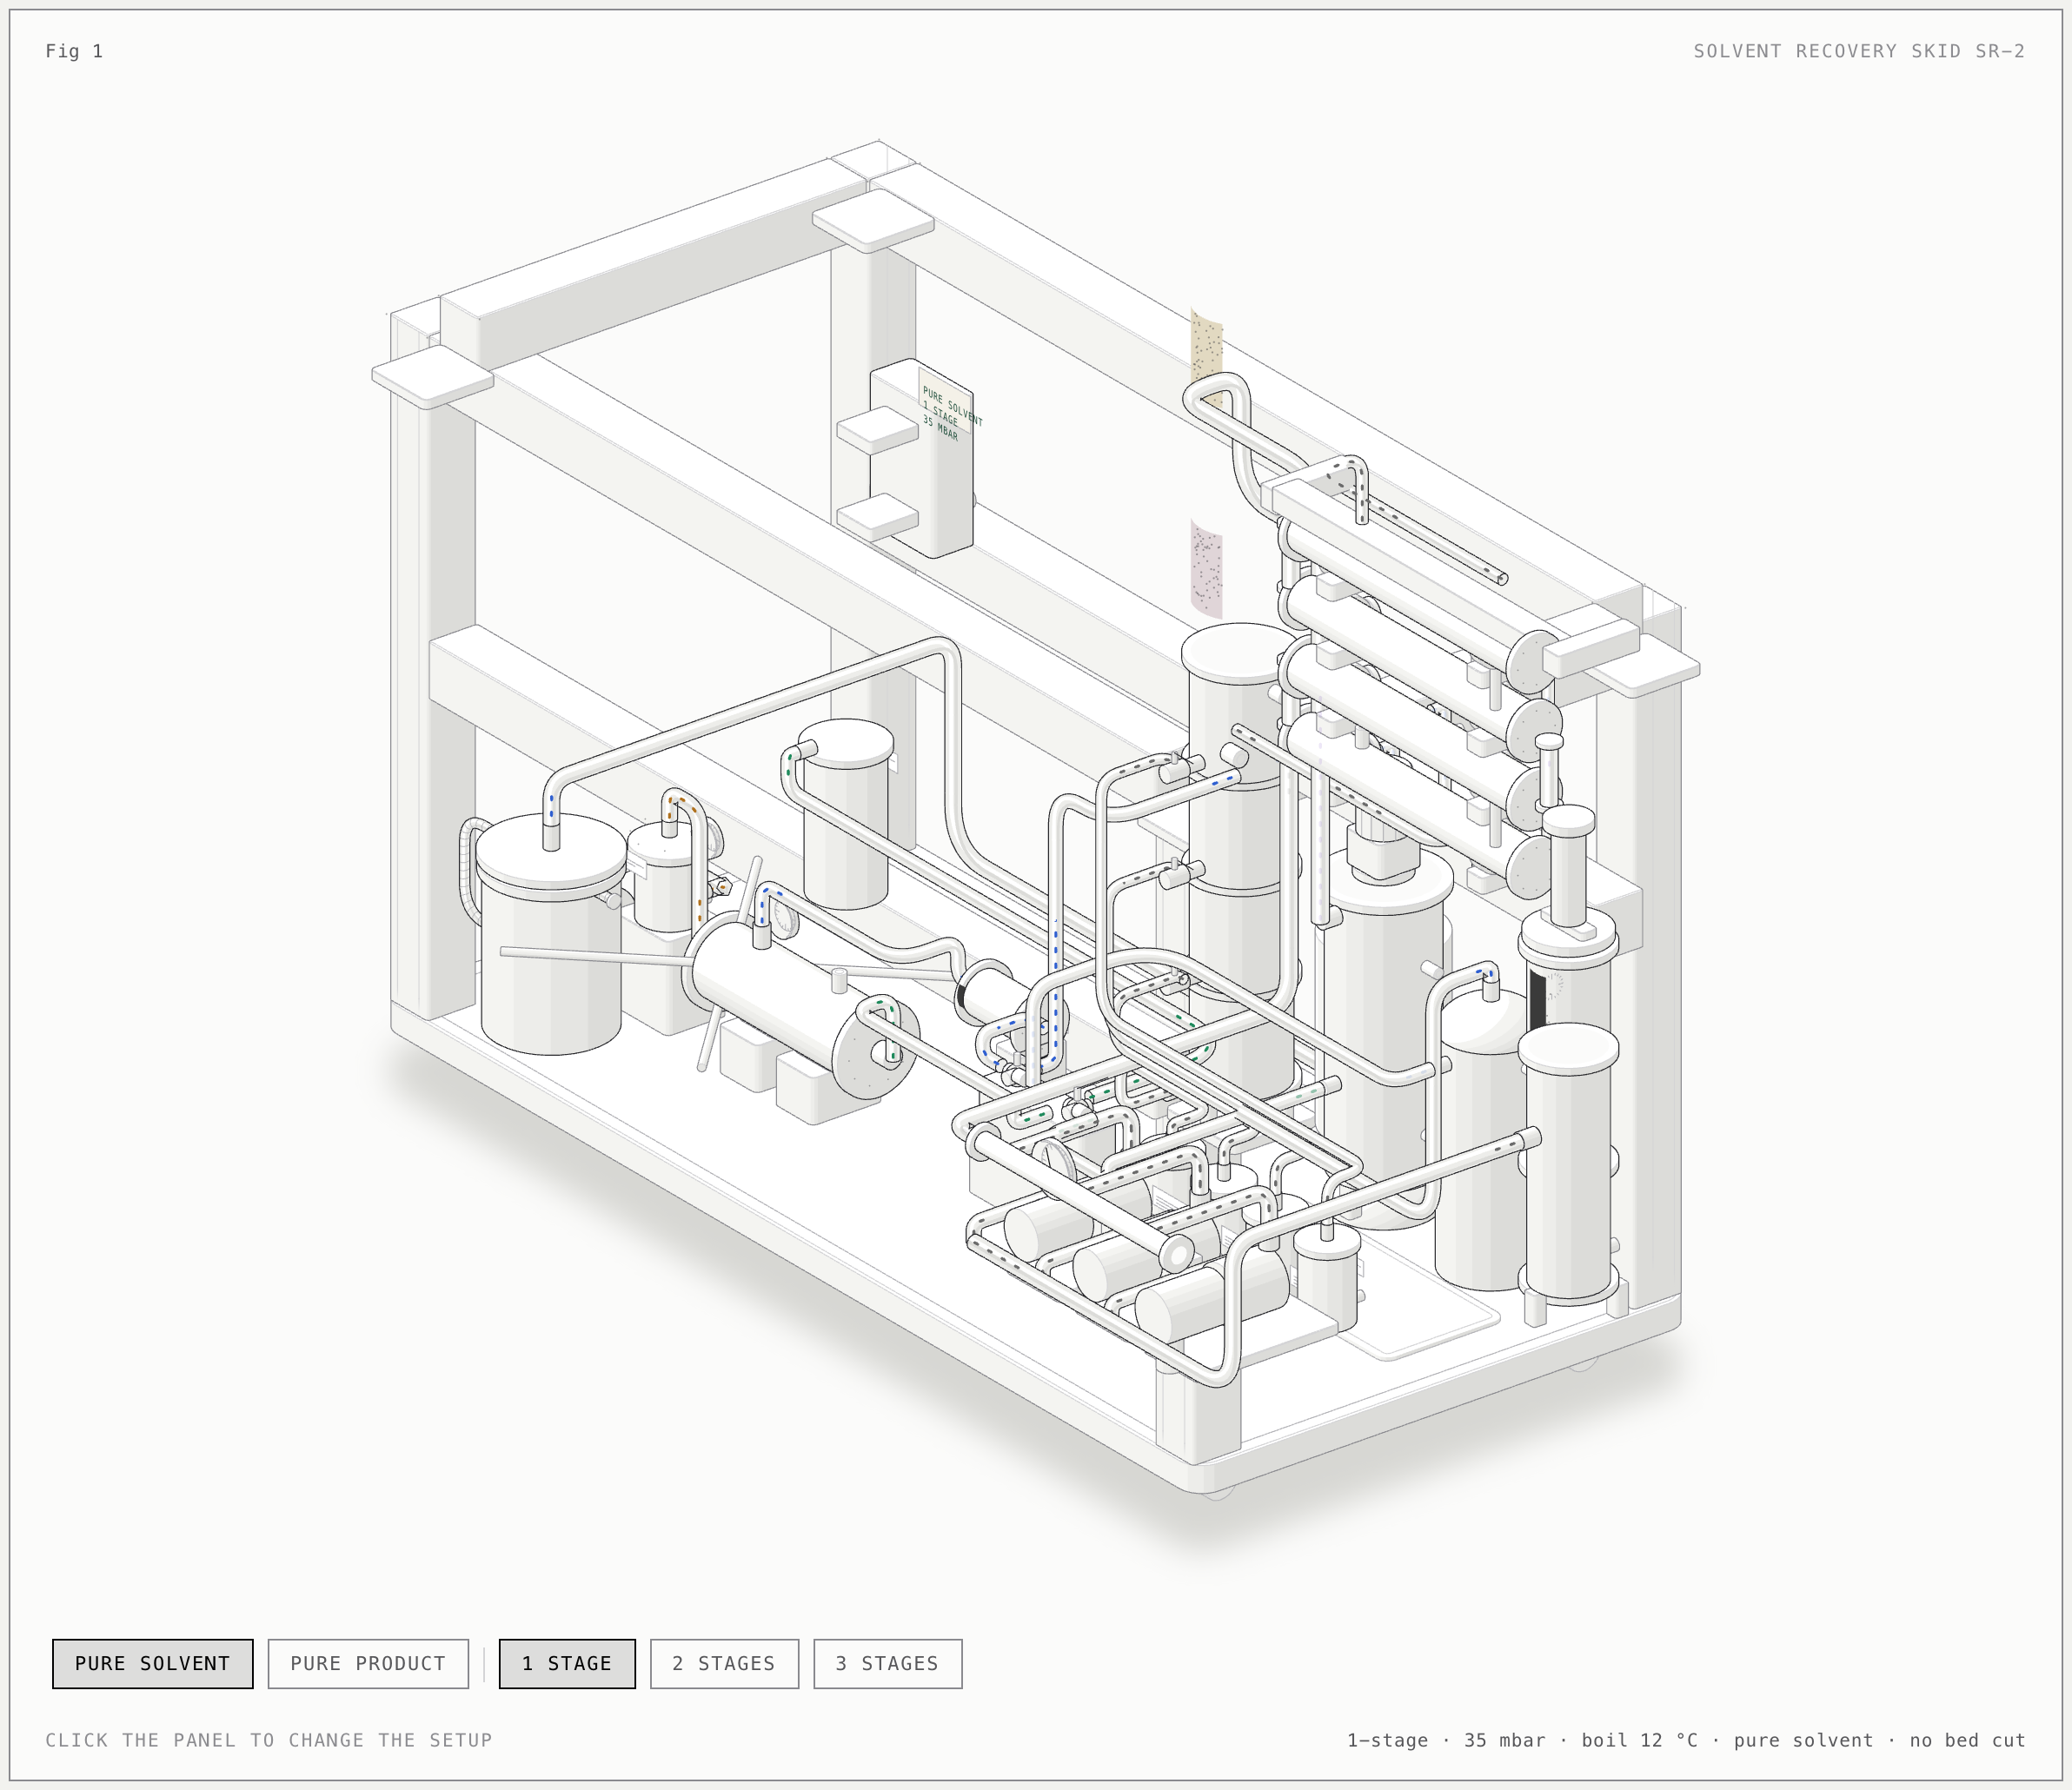 Fig 1
SOLVENT RECOVERY SKID SR−2
PURE SOLVENT
1 STAGE
35 MBAR
PURE SOLVENT
PURE PRODUCT
1 STAGE
2 STAGES
3 STAGES
CLICK THE PANEL TO CHANGE THE SETUP
1−stage · 35 mbar · boil 12 °C · pure solvent · no bed cut